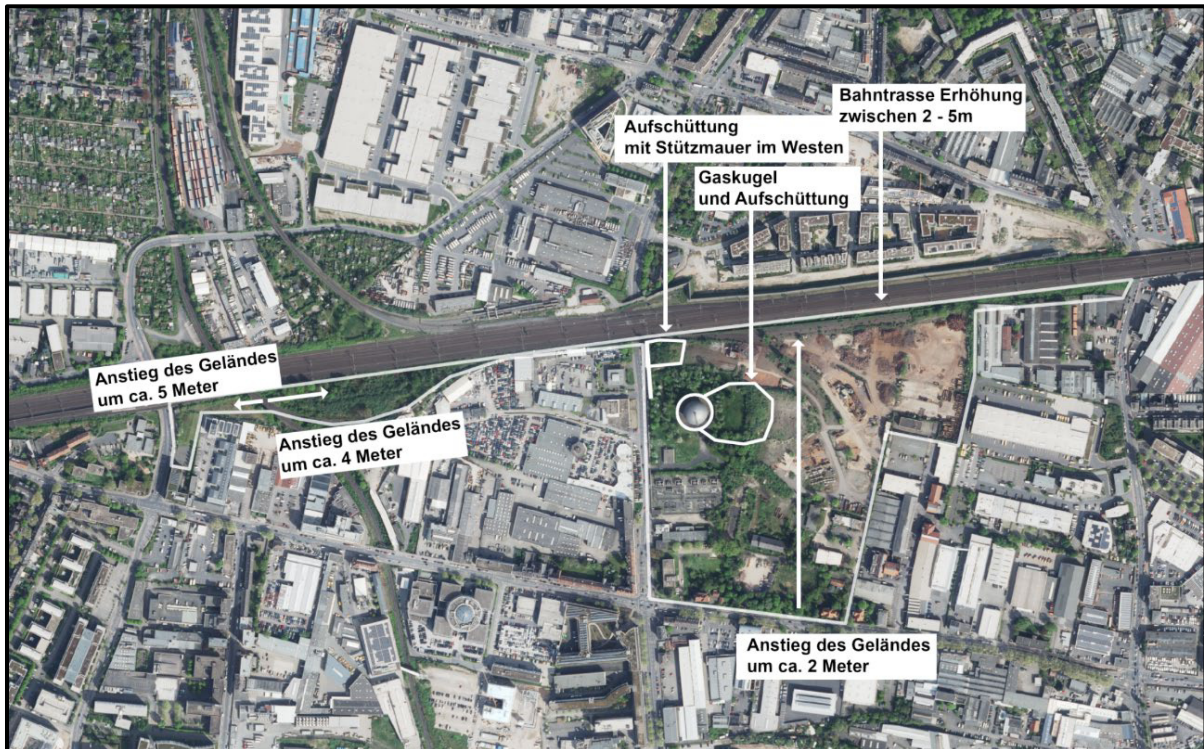 Bahntrasse Erhöhung
zwischen 2 - 5m
Aufschüttung
mit Stützmauer im Westen
Gaskugel
und Aufschüttung
Anstieg des Geländes
um ca. 5 Meter
Anstieg des Geländes
um ca. 4 Meter
Anstieg des Geländes
um ca. 2 Meter